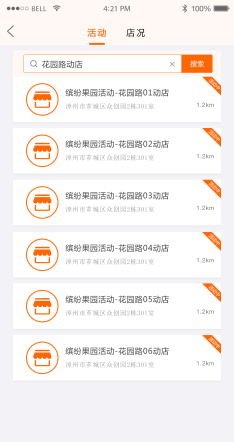 BELL 4:21 PM 100%
活动 店况
花园路动店 × 搜索
缤纷果园活动-花园路01动店
漳州市芗城区众创园2栋301室 1.2km
缤纷果园活动-花园路02动店
漳州市芗城区众创园2栋301室 1.2km
缤纷果园活动-花园路03动店
漳州市芗城区众创园2栋301室 1.2km
缤纷果园活动-花园路04动店
漳州市芗城区众创园2栋301室 1.2km
缤纷果园活动-花园路05动店
漳州市芗城区众创园2栋301室 1.2km
缤纷果园活动-花园路06动店
漳州市芗城区众创园2栋301室 1.2km